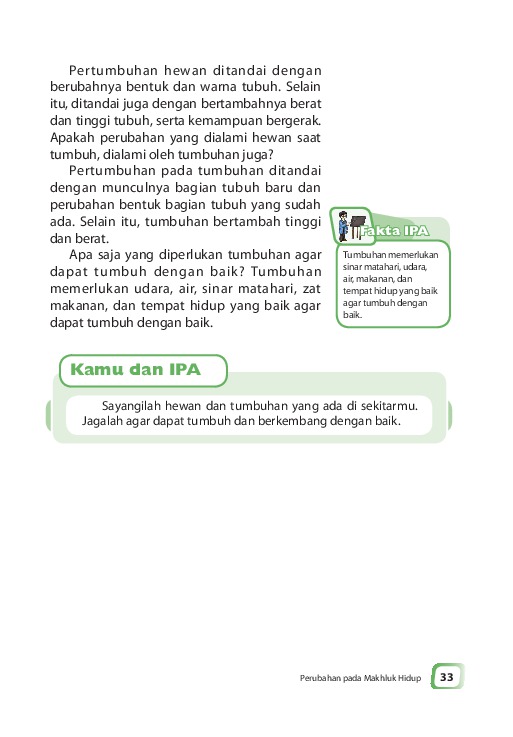 Pertumbuhan hewan ditandai dengan
berubahnya bentuk dan warna tubuh. Selain
itu, ditandai juga dengan bertambahnya berat
dan tinggi tubuh, serta kemampuan bergerak.
Apakah perubahan yang dialami hewan saat
tumbuh, dialami oleh tumbuhan juga?
Pertumbuhan pada tumbuhan ditandai
dengan munculnya bagian tubuh baru dan
perubahan bentuk bagian tubuh yang sudah
ada. Selain itu, tumbuhan bertambah tinggi
dan berat.
Apa saja yang diperlukan tumbuhan agar
dapat tumbuh dengan baik? Tumbuhan
memerlukan udara, air, sinar matahari, zat
makanan, dan tempat hidup yang baik agar
dapat tumbuh dengan baik.
Fakta IPA
Tumbuhan memerlukan
sinar matahari, udara,
air, makanan, dan
tempat hidup yang baik
agar tumbuh dengan
baik.
Kamu dan IPA
Sayangilah hewan dan tumbuhan yang ada di sekitarmu.
Jagalah agar dapat tumbuh dan berkembang dengan baik.
Perubahan pada Makhluk Hidup 33